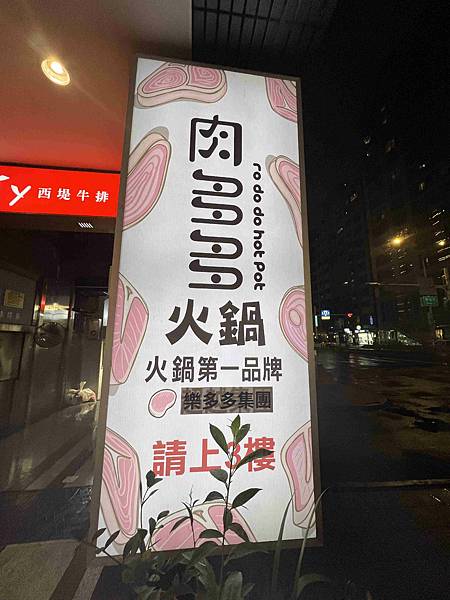 肉多多
ro do do hot pot
火鍋
火鍋第一品牌
樂多多集團
請上3樓
西堤牛排